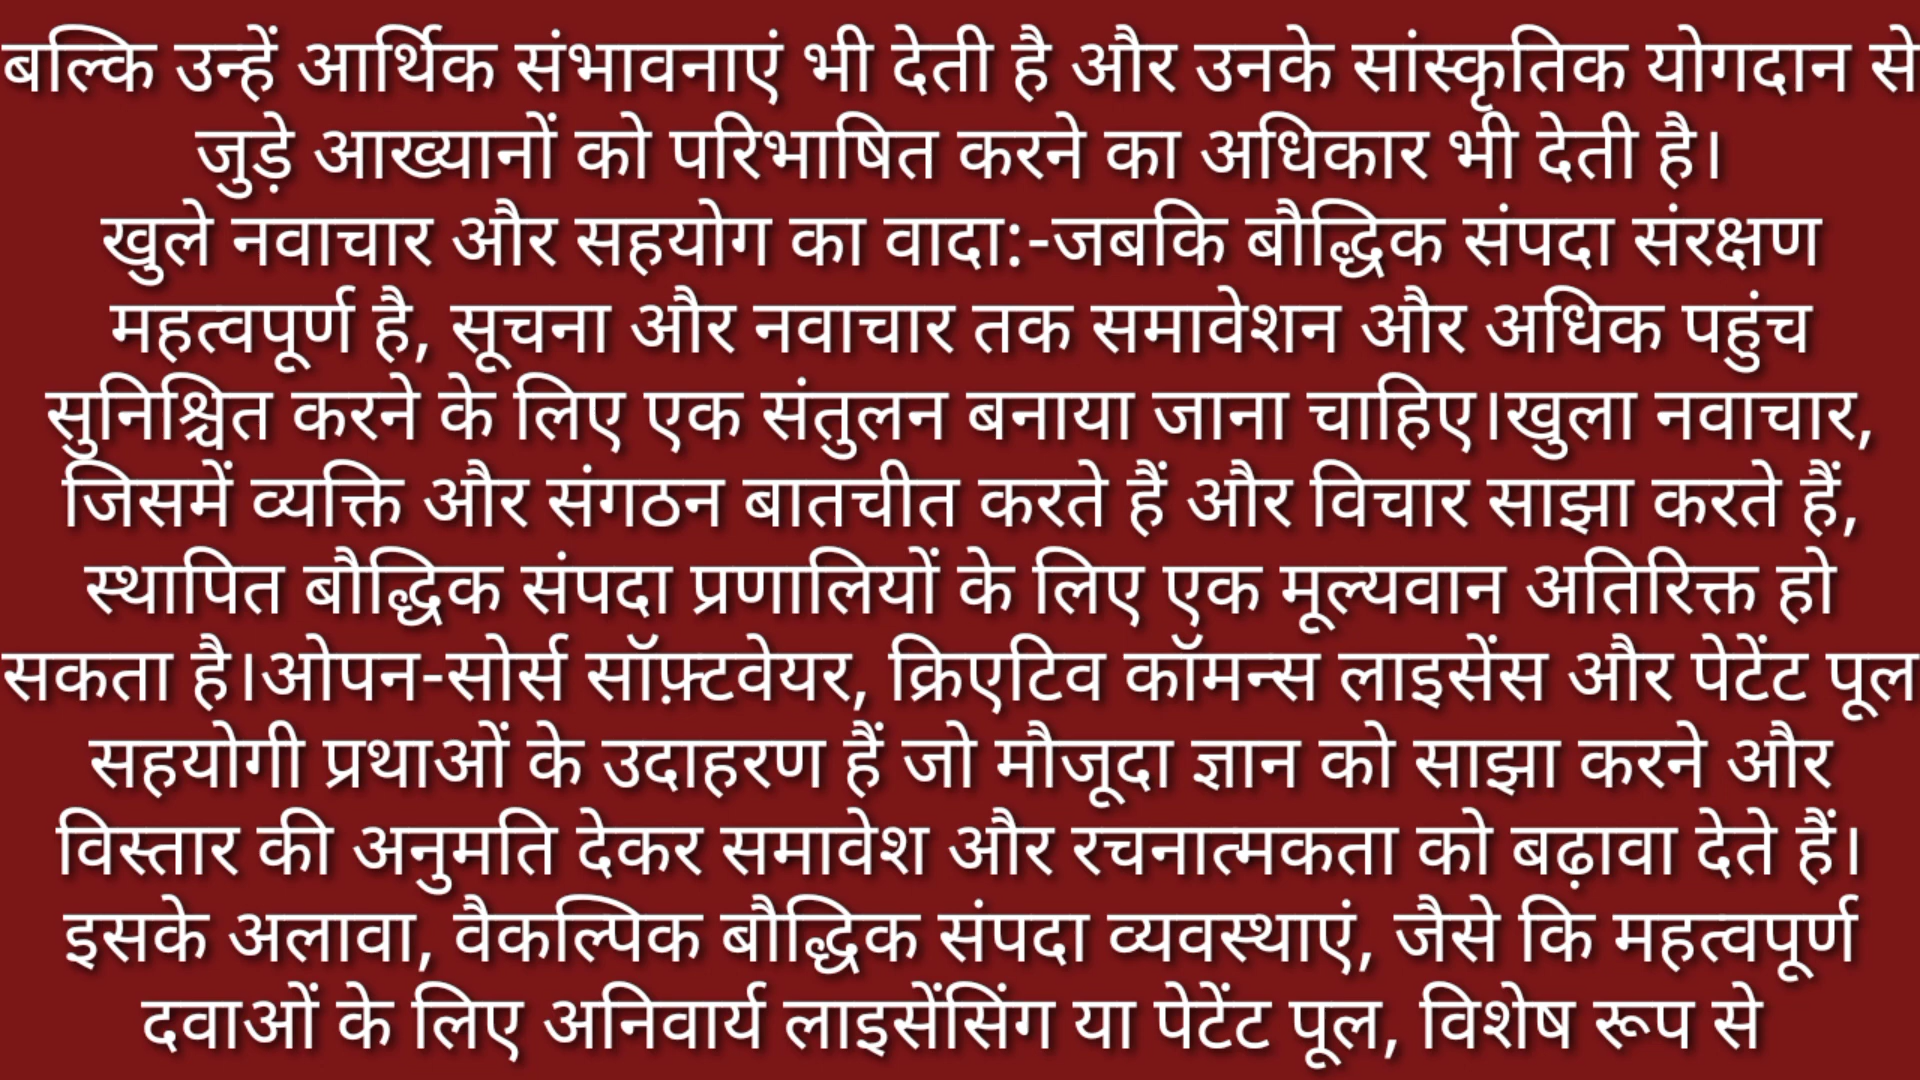 बल्कि उन्हें आर्थिक संभावनाएं भी देती है और उनके सांस्कृतिक योगदान से
जुड़े आख्यानों को परिभाषित करने का अधिकार भी देती है।
खुले नवाचार और सहयोग का वादा:-जबकि बौद्धिक संपदा संरक्षण
महत्वपूर्ण है, सूचना और नवाचार तक समावेशन और अधिक पहुंच
सुनिश्चित करने के लिए एक संतुलन बनाया जाना चाहिए।खुला नवाचार,
जिसमें व्यक्ति और संगठन बातचीत करते हैं और विचार साझा करते हैं,
स्थापित बौद्धिक संपदा प्रणालियों के लिए एक मूल्यवान अतिरिक्त हो
सकता है।ओपन-सोर्स सॉफ़्टवेयर, क्रिएटिव कॉमन्स लाइसेंस और पेटेंट पूल
सहयोगी प्रथाओं के उदाहरण हैं जो मौजूदा ज्ञान को साझा करने और
विस्तार की अनुमति देकर समावेश और रचनात्मकता को बढ़ावा देते हैं।
इसके अलावा, वैकल्पिक बौद्धिक संपदा व्यवस्थाएं, जैसे कि महत्वपूर्ण
दवाओं के लिए अनिवार्य लाइसेंसिंग या पेटेंट पूल, विशेष रूप से